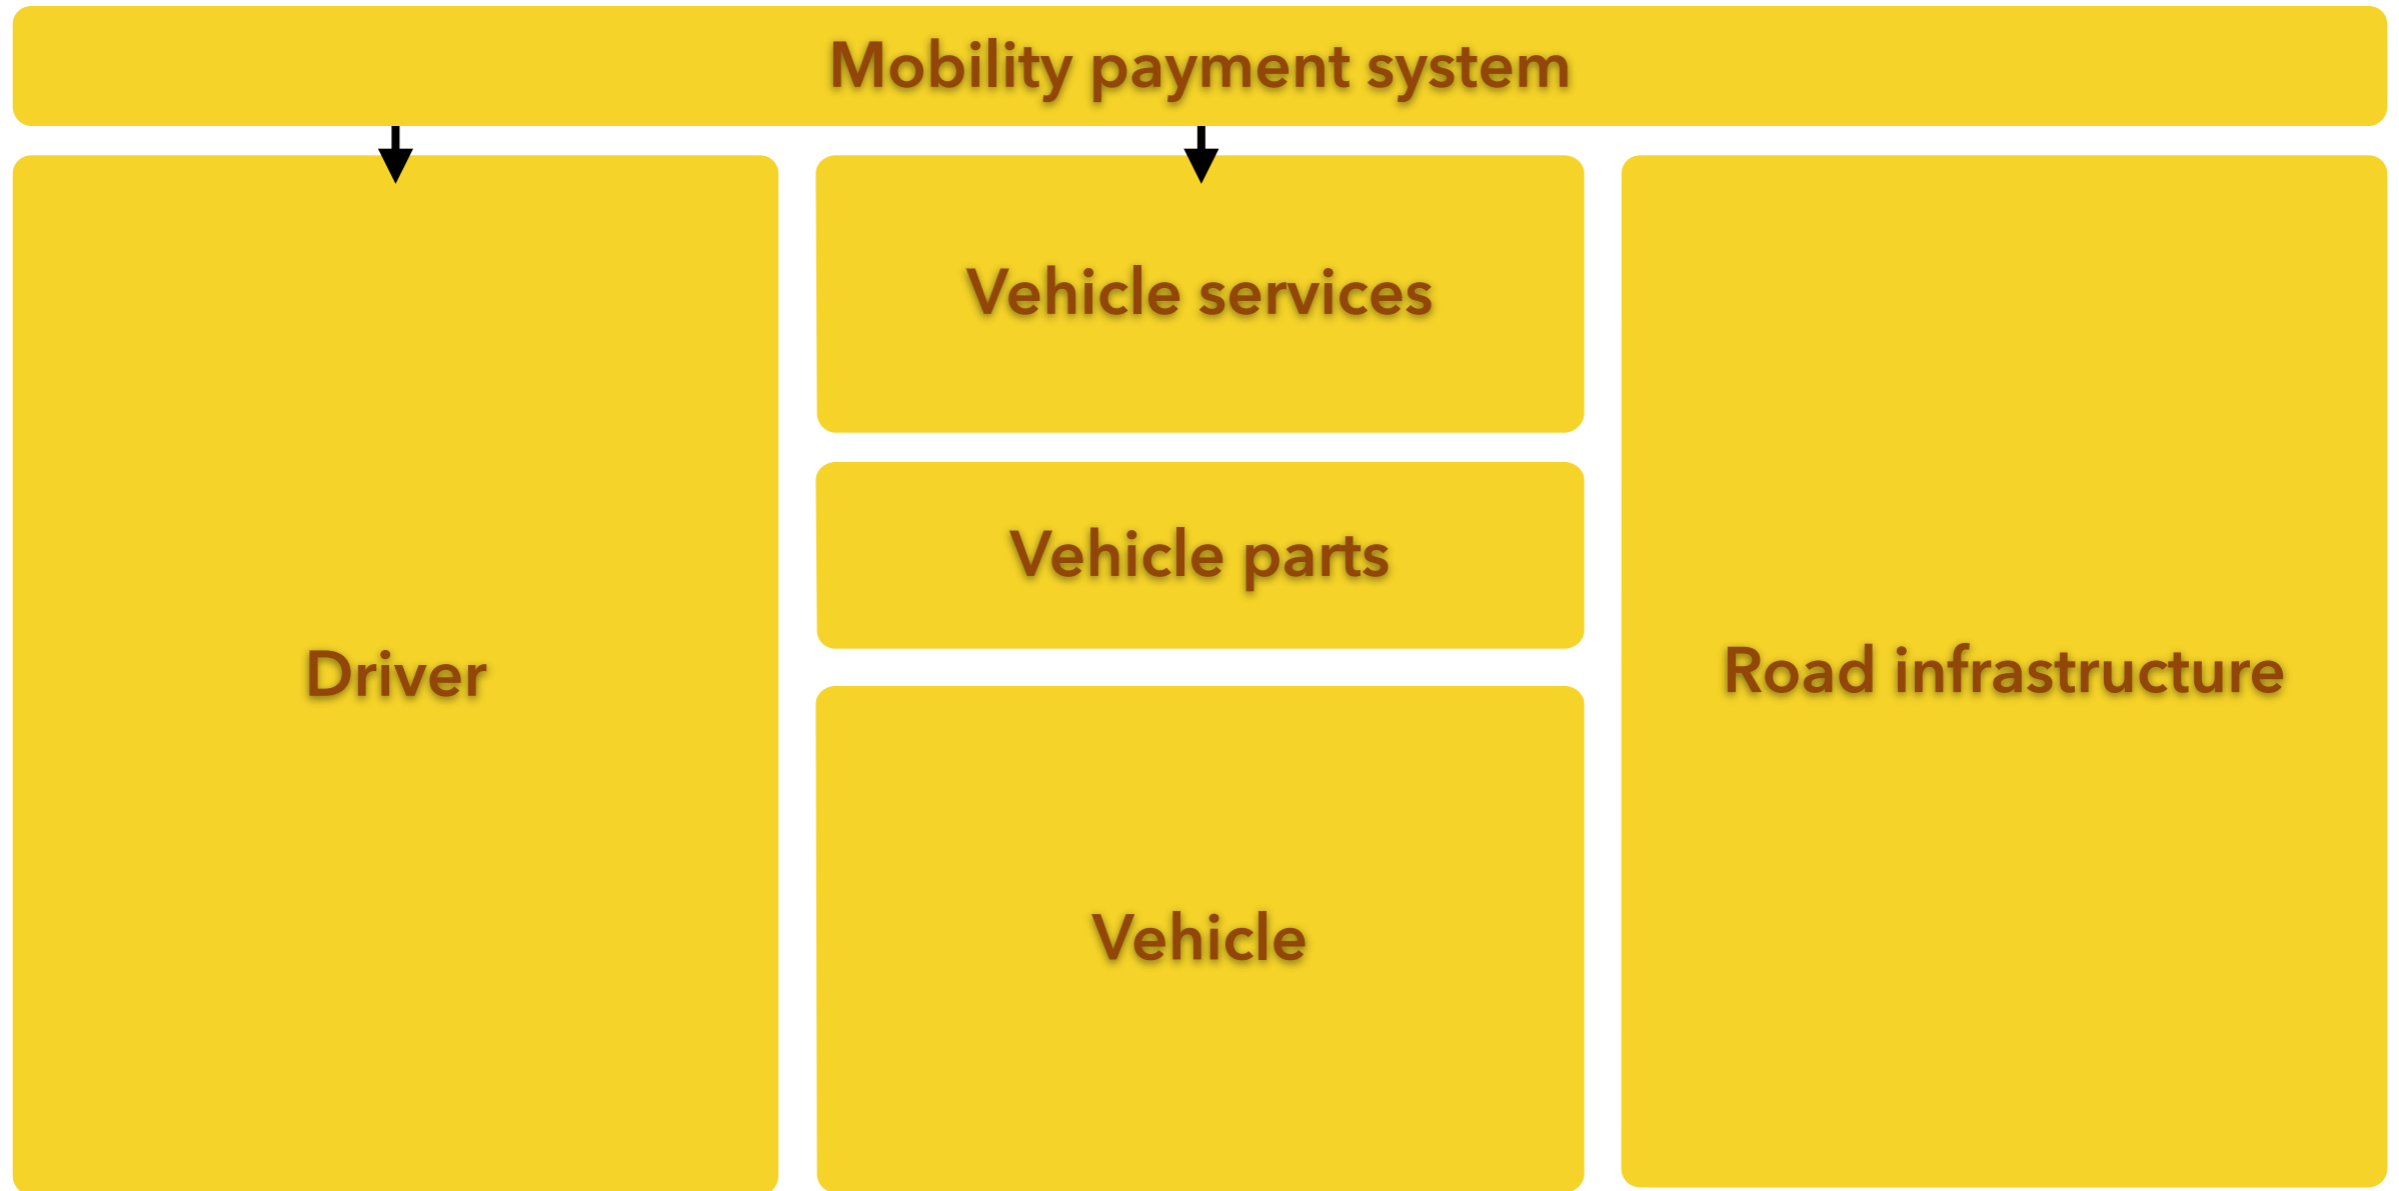 Mobility payment system
Vehicle services
Vehicle parts
Driver
Road infrastructure
Vehicle